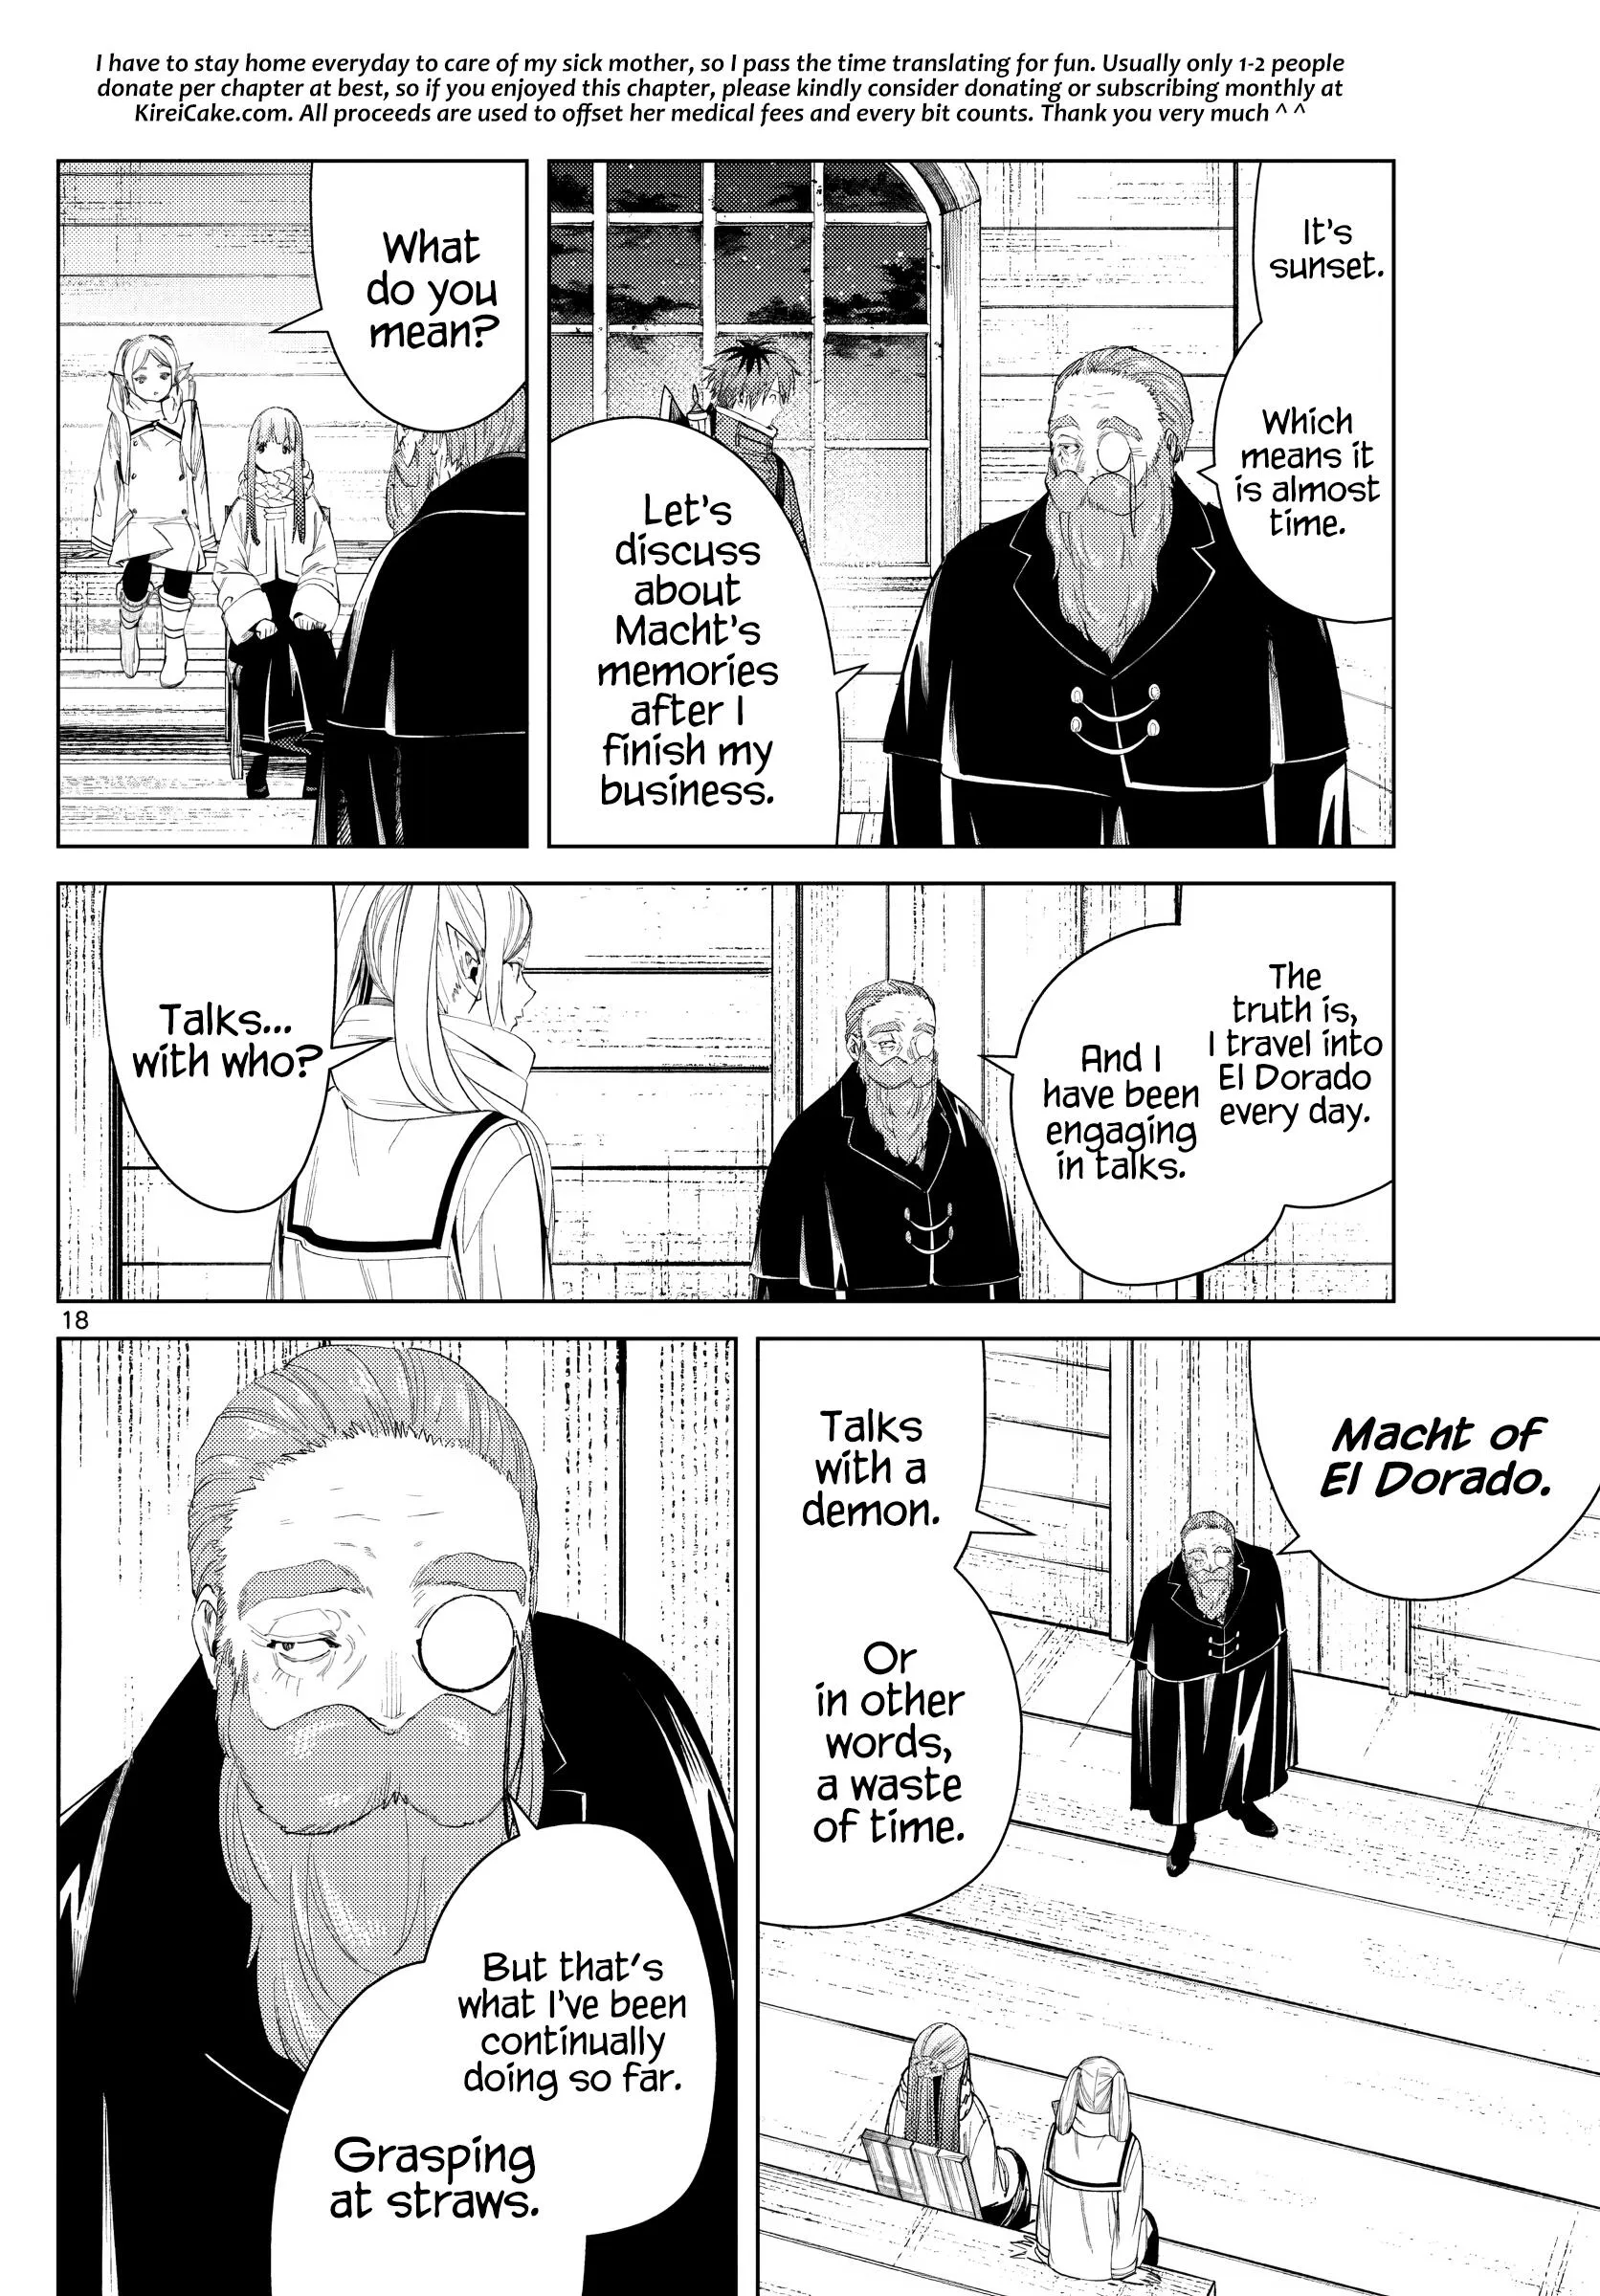 I have to stay home everyday to care of my sick mother, so I pass the time translating for fun. Usually only 1-2 people
donate per chapter at best, so if you enjoyed this chapter, please kindly consider donating or subscribing monthly at
KireiCake.com. All proceeds are used to offset her medical fees and every bit counts. Thank you very much ^ ^
It's
sunset.
Which
means it
is almost
time.
Let's
discuss
about
Macht's
memories
after I
finish my
business.
What
do you
mean?
The
truth is,
I travel into
El Dorado
every day.
And I
have been
engaging
in talks.
Talks...
with who?
18
Macht of
El Dorado.
Talks
with a
demon.
Or
in other
words,
a waste
of time.
But that's
what I've been
continually
doing so far.
Grasping
at straws.